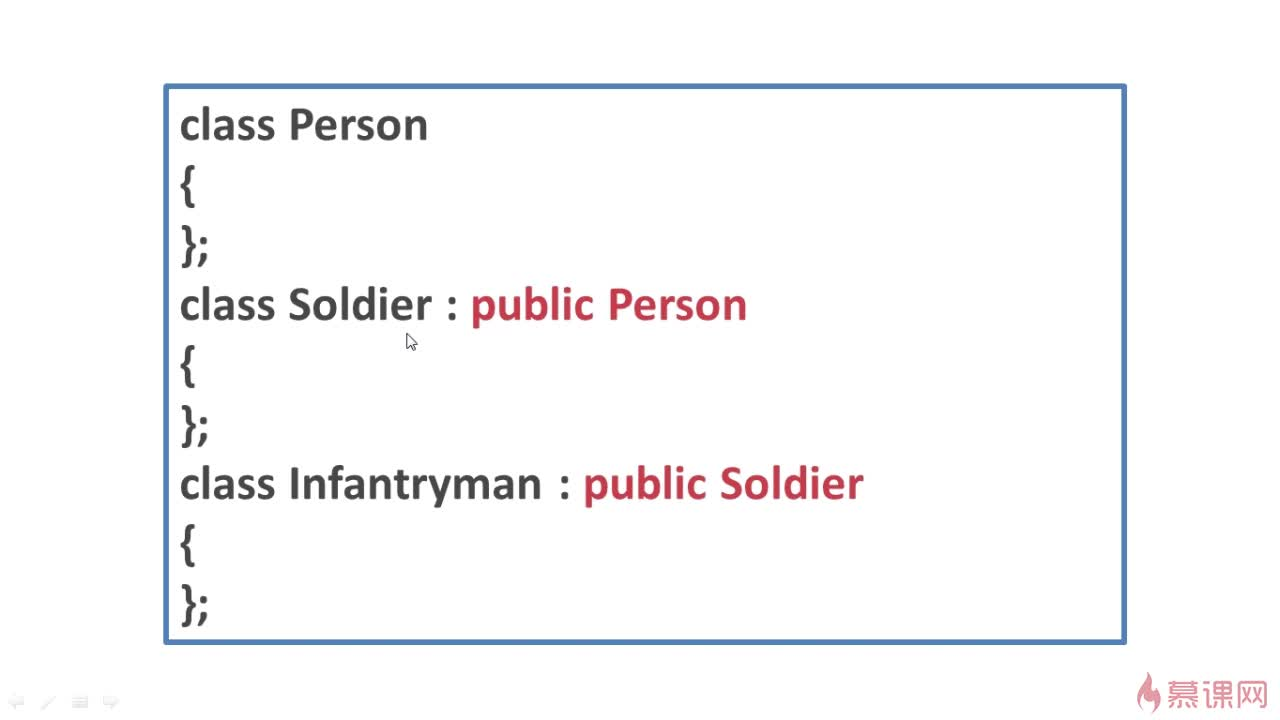 class Person
{
};
class Soldier : public Person
{
};
class Infantryman : public Soldier
{
};
慕课网